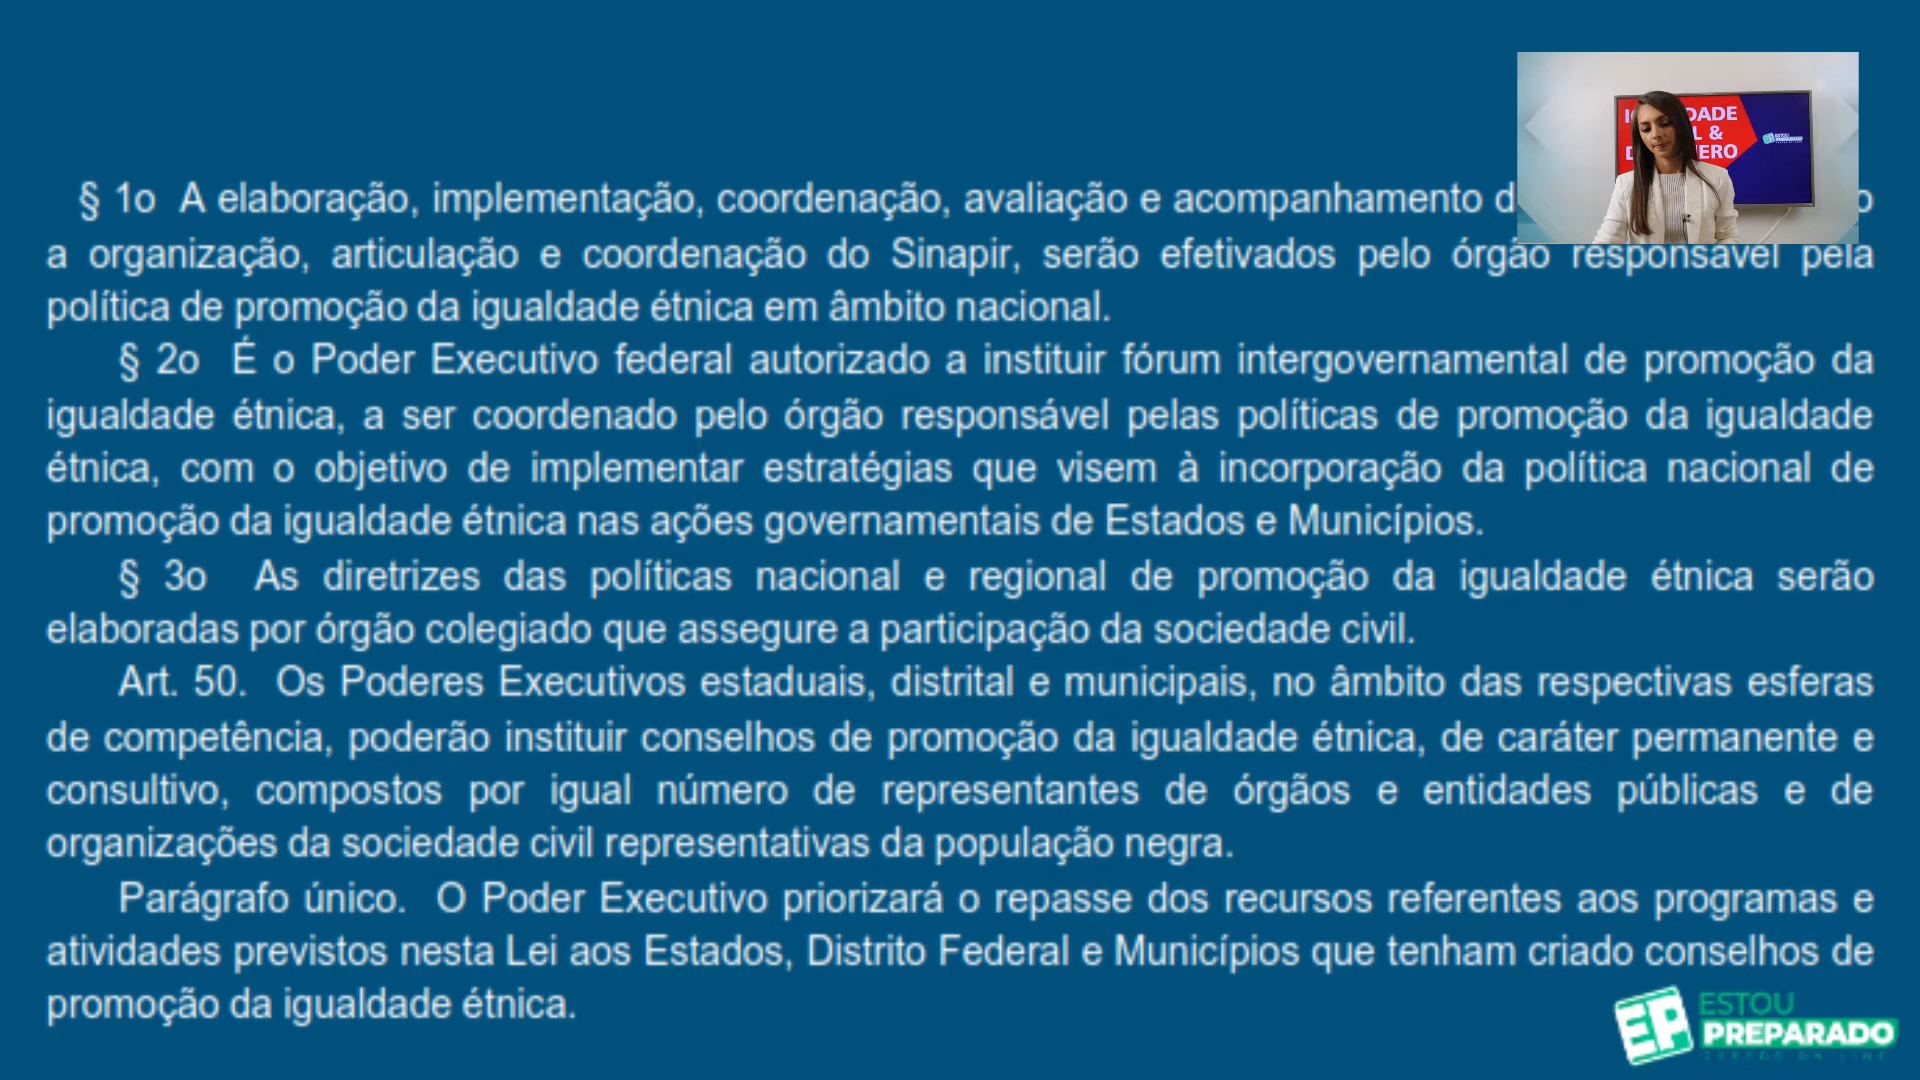 § 1o A elaboração, implementação, coordenação, avaliação e acompanhamento
a organização, articulação e coordenação do Sinapir, serão efetivados pelo órgão responsável pela
política de promoção da igualdade étnica em âmbito nacional.
§ 2o É o Poder Executivo federal autorizado a instituir fórum intergovernamental de promoção da
igualdade étnica, a ser coordenado pelo órgão responsável pelas políticas de promoção da igualdade
étnica, com o objetivo de implementar estratégias que visem à incorporação da política nacional de
promoção da igualdade étnica nas ações governamentais de Estados e Municípios.
§ 3o As diretrizes das políticas nacional e regional de promoção da igualdade étnica serão
elaboradas por órgão colegiado que assegure a participação da sociedade civil.
Art. 50. Os Poderes Executivos estaduais, distrital e municipais, no âmbito das respectivas esferas
de competência, poderão instituir conselhos de promoção da igualdade étnica, de caráter permanente e
consultivo, compostos por igual número de representantes de órgãos e entidades públicas e de
organizações da sociedade civil representativas da população negra.
Parágrafo único. O Poder Executivo priorizará o repasse dos recursos referentes aos programas e
atividades previstos nesta Lei aos Estados, Distrito Federal e Municípios que tenham criado conselhos de
promoção da igualdade étnica.
EP ESTOU
PREPARADO